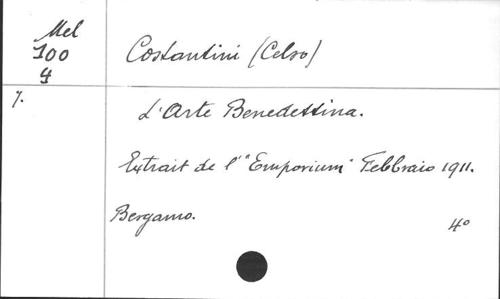 Mel
100
4
Costantini (Celso)
7.
L'Arte Benedettina.
Extrait de l'"Emporium" Febbraio 1911.
Bergamo.
4°